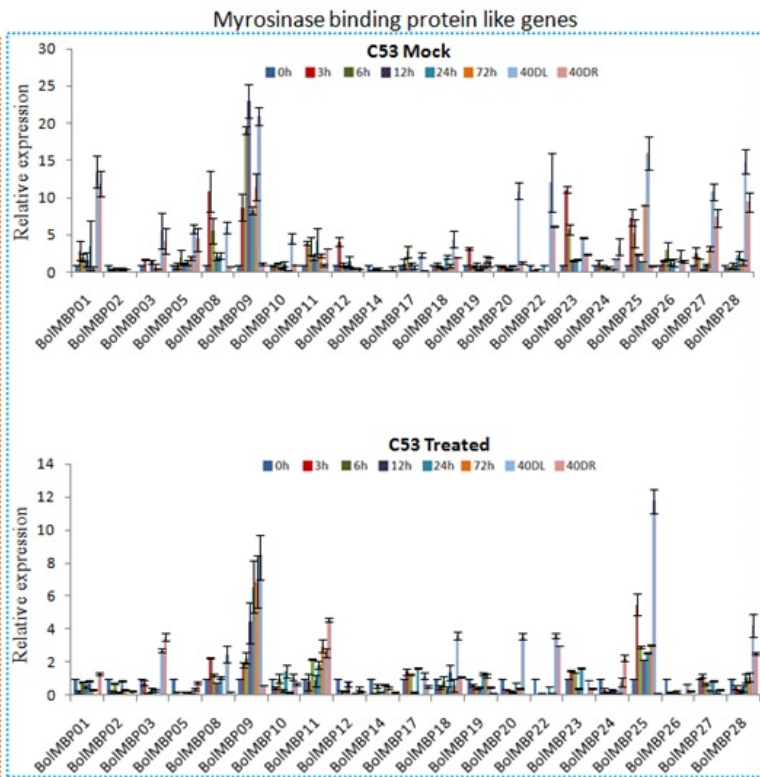 Myrosinase binding protein like genes
C53 Mock
0h 3h 6h 12h 24h 72h 40DL 40DR
Relative expression
30
25
20
15
10
5
0
BolMBP01 BolMBP02 BolMBP03 BolMBP05 BolMBP08 BolMBP09 BolMBP10 BolMBP11 BolMBP12 BolMBP14 BolMBP17 BolMBP18 BolMBP19 BolMBP20 BolMBP22 BolMBP23 BolMBP24 BolMBP25 BolMBP26 BolMBP27 BolMBP28
C53 Treated
0h 3h 6h 12h 24h 72h 40DL 40DR
Relative expression
14
12
10
8
6
4
2
0
BolMBP01 BolMBP02 BolMBP03 BolMBP05 BolMBP08 BolMBP09 BolMBP10 BolMBP11 BolMBP12 BolMBP14 BolMBP17 BolMBP18 BolMBP19 BolMBP20 BolMBP22 BolMBP23 BolMBP24 BolMBP25 BolMBP26 BolMBP27 BolMBP28